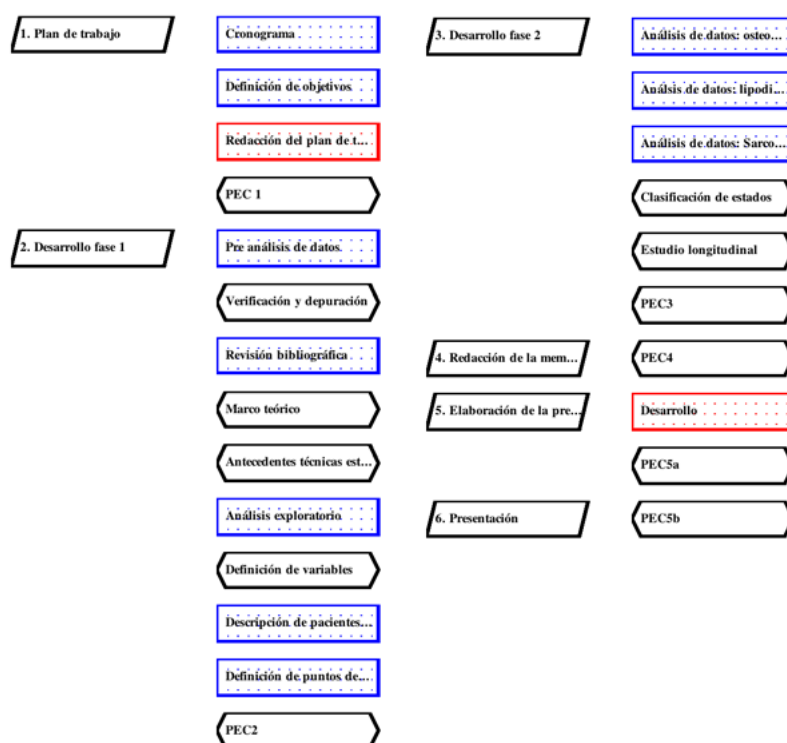 1. Plan de trabajo
Cronograma
Definición de objetivos
Redacción del plan de t...
PEC 1
2. Desarrollo fase 1
Pre análisis de datos
Verificación y depuración
Revisión bibliográfica
Marco teórico
Antecedentes técnicas est...
Análisis exploratorio
Definición de variables
Descripción de pacientes...
Definición de puntos de...
PEC2
3. Desarrollo fase 2
Análisis de datos: osteo...
Análsis de datos: lipodi...
Análisis de datos: Sarco...
Clasificación de estados
Estudio longitudinal
PEC3
4. Redacción de la mem...
PEC4
5. Elaboración de la pre...
Desarrollo
PEC5a
6. Presentación
PEC5b